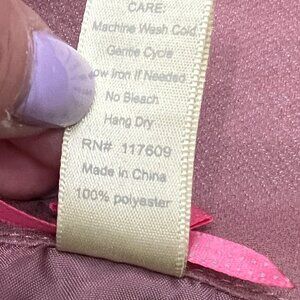 CARE:
Machine Wash Cold
Gentle Cycle
ow Iron If Needed
No Bleach
Hang Dry
RN# 117609
Made in China
100% polyester